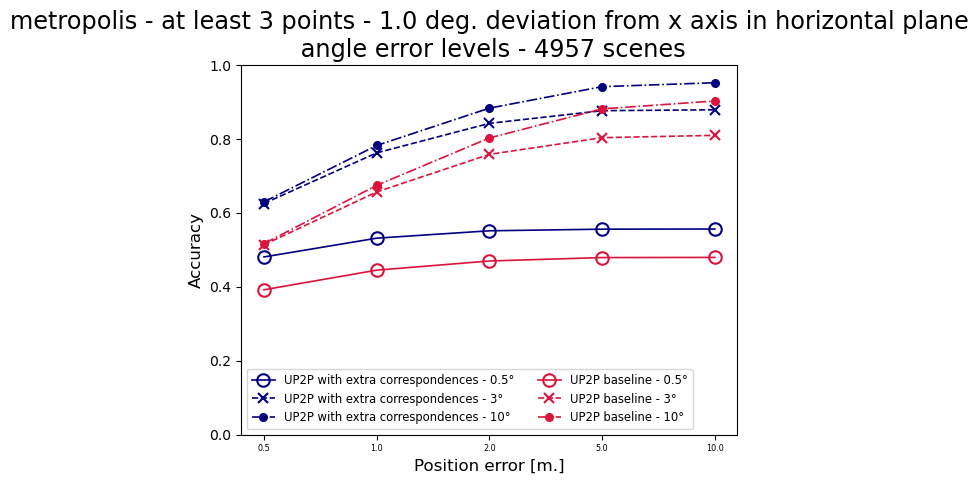 metropolis - at least 3 points - 1.0 deg. deviation from x axis in horizontal plane
angle error levels - 4957 scenes
1.0
0.8
0.6
0.4
0.2
0.0
Accuracy
UP2P with extra correspondences - 0.5°
UP2P with extra correspondences - 3°
UP2P with extra correspondences - 10°
UP2P baseline - 0.5°
UP2P baseline - 3°
UP2P baseline - 10°
0.5 1.0 2.0 5.0 10.0
Position error [m.]